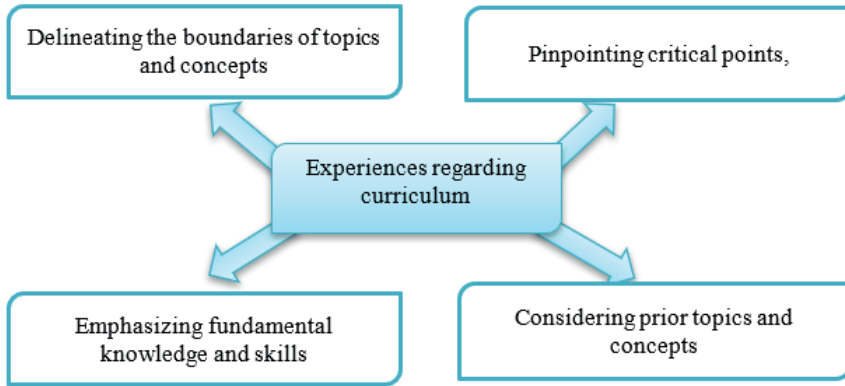 Delineating the boundaries of topics
and concepts
Pinpointing critical points,
Experiences regarding
curriculum
Emphasizing fundamental
knowledge and skills
Considering prior topics and
concepts